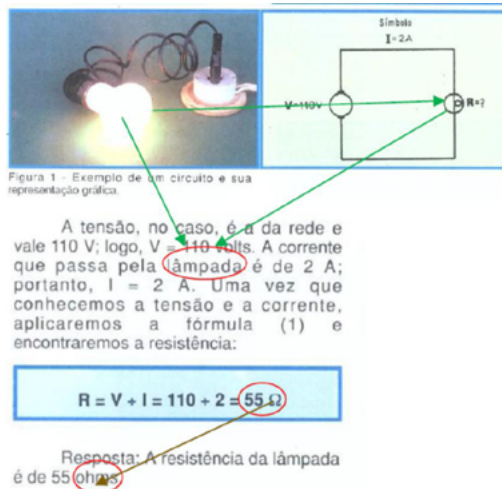 Símbolo
I=2A
V=110V
R=?
Figura 1 - Exemplo de um circuito e sua
representação gráfica.
A tensão, no caso, é a da rede e
vale 110 V; logo, V = 110 volts. A corrente
que passa pela lâmpada é de 2 A;
portanto, I = 2 A. Uma vez que
conhecemos a tensão e a corrente,
aplicaremos a fórmula (1) e
encontraremos a resistência:
R = V ÷ I = 110 ÷ 2 = 55 Ω
Resposta: A resistência da lâmpada
é de 55 ohms